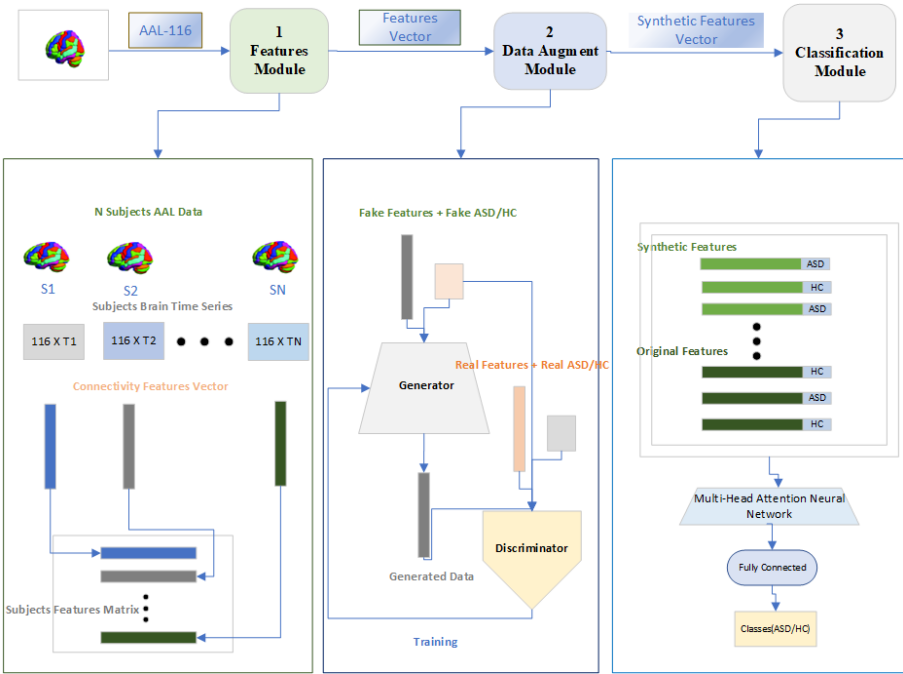 AAL-116
1
Features
Module
Features
Vector
2
Data Augment
Module
Synthetic Features
Vector
3
Classification
Module
N Subjects AAL Data
S1
S2
SN
Subjects Brain Time Series
116 X T1
116 X T2
116 X TN
Connectivity Features Vector
Subjects Features Matrix
Fake Features + Fake ASD/HC
Generator
Real Features + Real ASD/HC
Discriminator
Generated Data
Training
Synthetic Features
ASD
HC
ASD
Original Features
HC
ASD
HC
Multi-Head Attention Neural
Network
Fully Connected
Classes(ASD/HC)